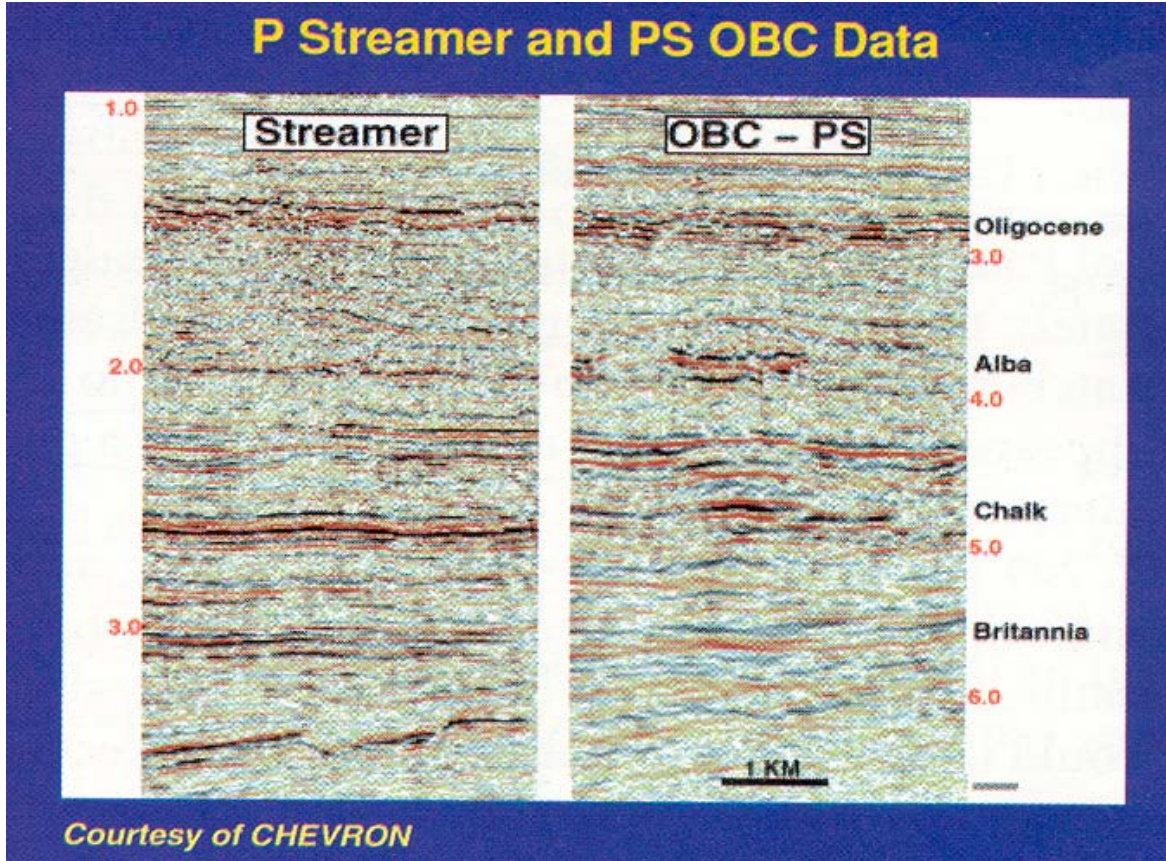 P Streamer and PS OBC Data
1.0
Streamer
OBC – PS
Oligocene
3.0
2.0
Alba
4.0
Chalk
5.0
3.0
Britannia
6.0
1 KM
Courtesy of CHEVRON